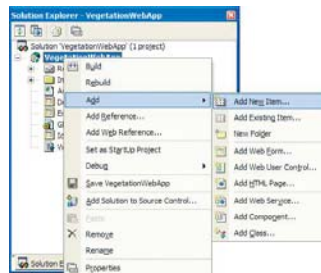 Solution Explorer - VegetationWebApp
Solution 'VegetationWebApp' (1 project)
VegetationWebApp
Build
Rebuild
Add
Add Reference...
Add Web Reference...
Set as StartUp Project
Debug
Save VegetationWebApp
Add Solution to Source Control...
Paste
Remove
Rename
Properties
Add New Item...
Add Existing Item...
New Folder
Add Web Form...
Add Web User Control...
Add HTML Page...
Add Web Service...
Add Component...
Add Class...
Solution E